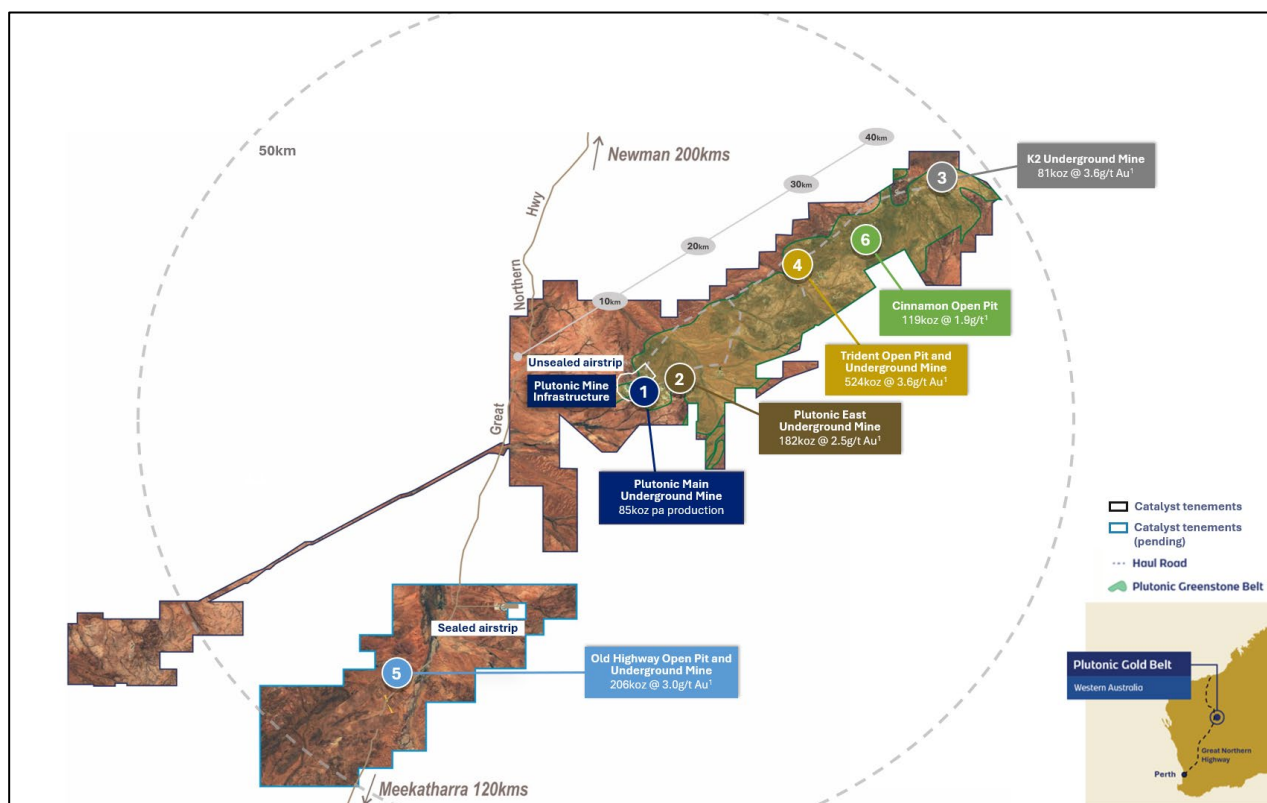 50km
Newman 200kms
40km
30km
20km
10km
Northern
Hwy
Great
3
K2 Underground Mine
81koz @ 3.6g/t Au¹
6
Cinnamon Open Pit
119koz @ 1.9g/t¹
4
Trident Open Pit and
Underground Mine
524koz @ 3.6g/t Au¹
Unsealed airstrip
Plutonic Mine
Infrastructure
1
2
Plutonic East
Underground Mine
182koz @ 2.5g/t Au¹
Plutonic Main
Underground Mine
85koz pa production
Sealed airstrip
5
Old Highway Open Pit and
Underground Mine
206koz @ 3.0g/t Au¹
Meekatharra 120kms
Catalyst tenements
Catalyst tenements
(pending)
Haul Road
Plutonic Greenstone Belt
Plutonic Gold Belt
Western Australia
Great Northern
Highway
Perth